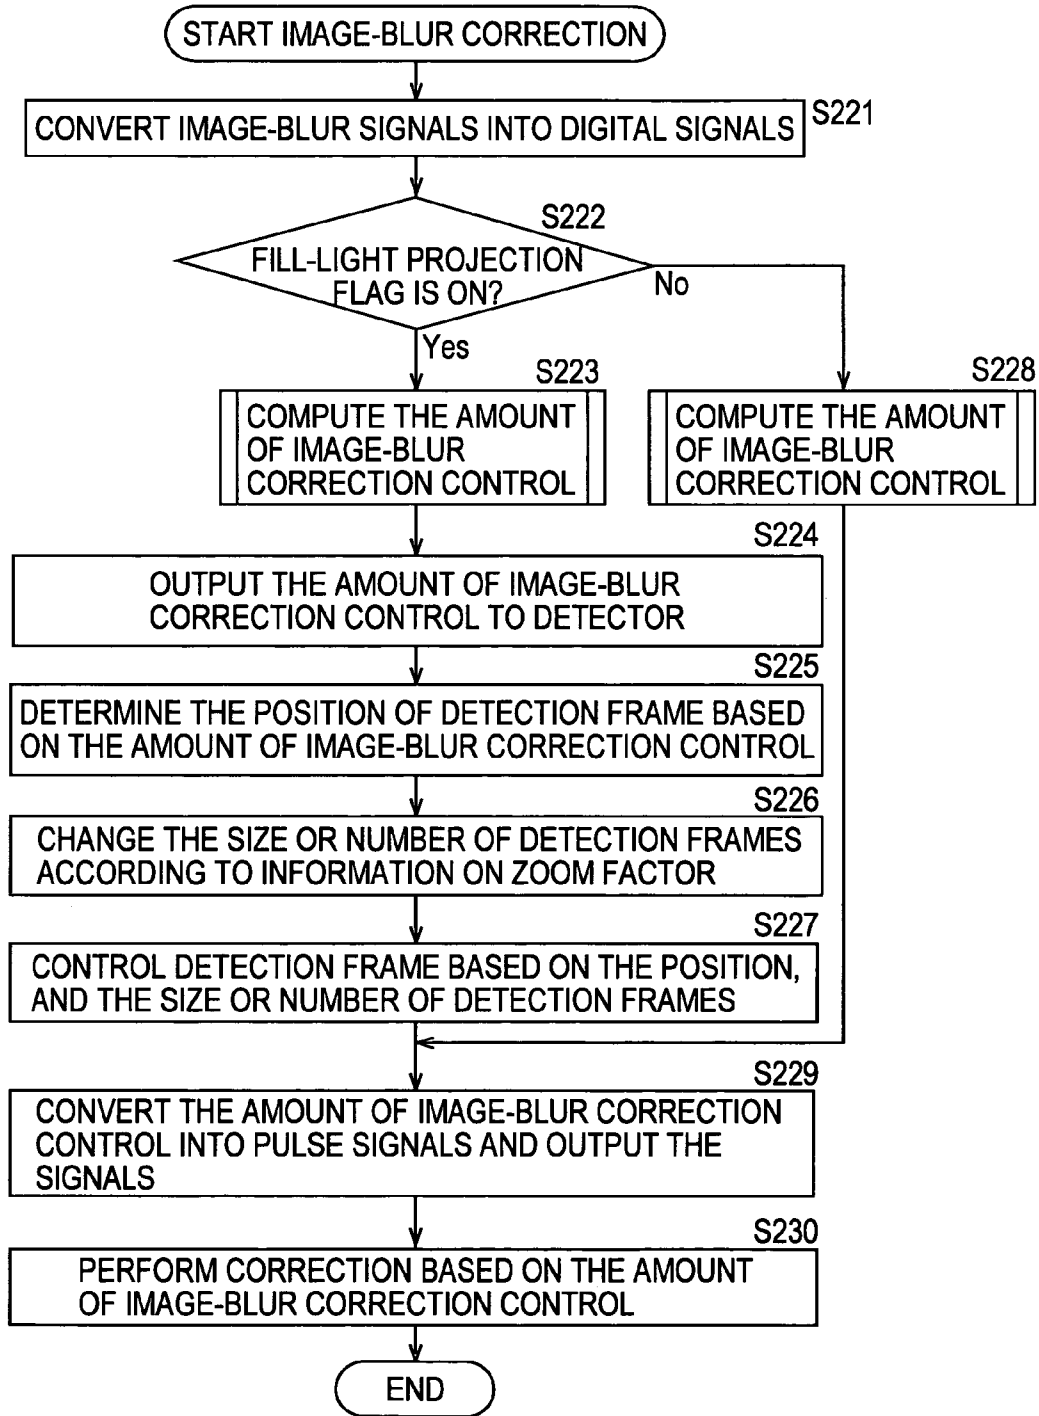 START IMAGE-BLUR CORRECTION
S221
CONVERT IMAGE-BLUR SIGNALS INTO DIGITAL SIGNALS
S222
FILL-LIGHT PROJECTION
FLAG IS ON?
No
Yes
S223
COMPUTE THE AMOUNT
OF IMAGE-BLUR
CORRECTION CONTROL
S228
COMPUTE THE AMOUNT
OF IMAGE-BLUR
CORRECTION CONTROL
S224
OUTPUT THE AMOUNT OF IMAGE-BLUR
CORRECTION CONTROL TO DETECTOR
S225
DETERMINE THE POSITION OF DETECTION FRAME BASED
ON THE AMOUNT OF IMAGE-BLUR CORRECTION CONTROL
S226
CHANGE THE SIZE OR NUMBER OF DETECTION FRAMES
ACCORDING TO INFORMATION ON ZOOM FACTOR
S227
CONTROL DETECTION FRAME BASED ON THE POSITION,
AND THE SIZE OR NUMBER OF DETECTION FRAMES
S229
CONVERT THE AMOUNT OF IMAGE-BLUR CORRECTION
CONTROL INTO PULSE SIGNALS AND OUTPUT THE
SIGNALS
S230
PERFORM CORRECTION BASED ON THE AMOUNT
OF IMAGE-BLUR CORRECTION CONTROL
END